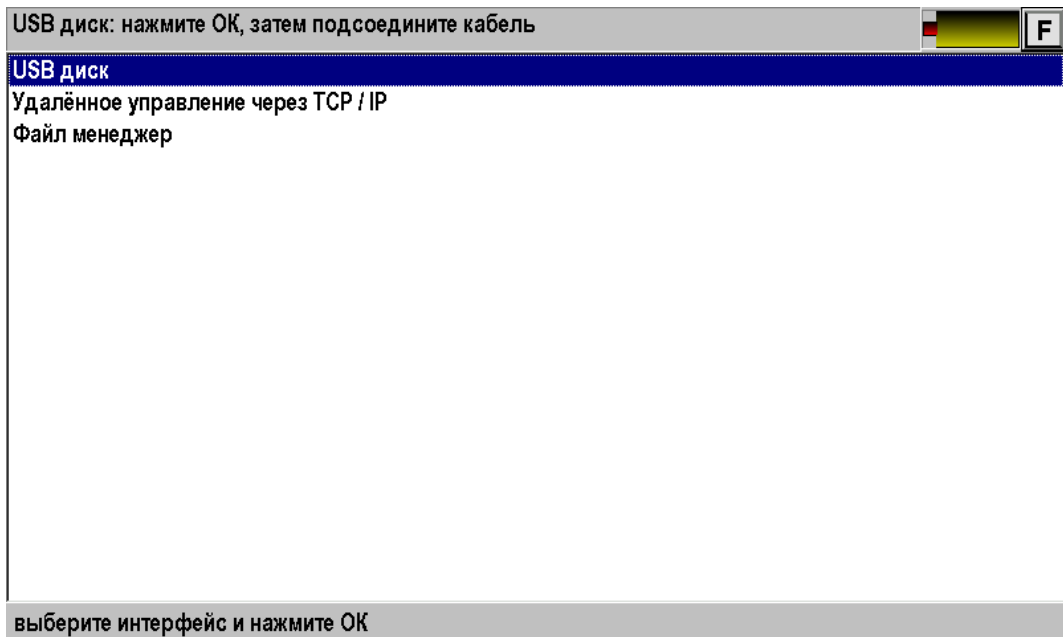 USB диск: нажмите ОК, затем подсоедините кабель
F
USB диск
Удалённое управление через TCP / IP
Файл менеджер
выберите интерфейс и нажмите ОК